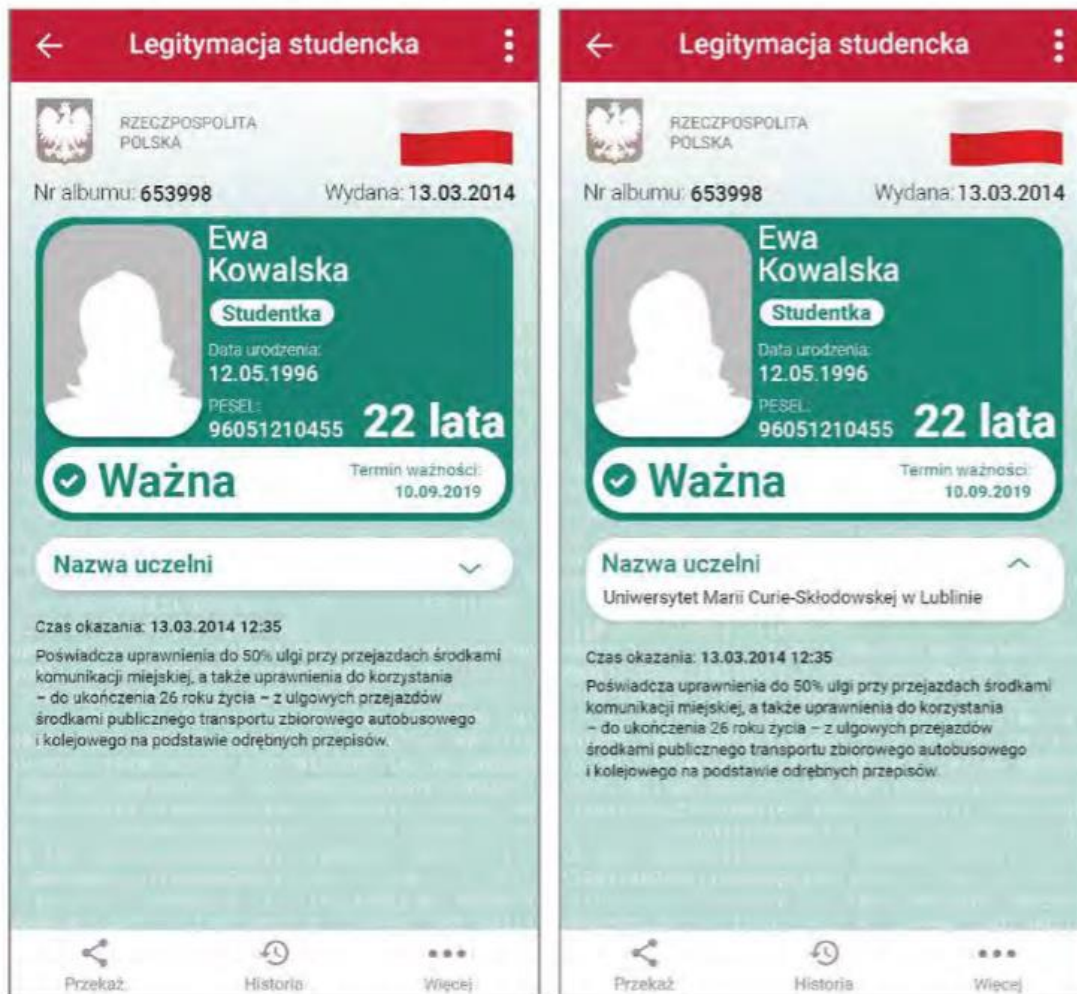 Legitymacja studencka
RZECZPOSPOLITA
POLSKA
Nr albumu: 653998 Wydana: 13.03.2014
Ewa
Kowalska
Studentka
Data urodzenia:
12.05.1996
PESEL:
96051210455 22 lata
Ważna
Termin ważności:
10.09.2019
Nazwa uczelni
Czas okazania: 13.03.2014 12:35
Poświadcza uprawnienia do 50% ulgi przy przejazdach środkami
komunikacji miejskiej, a także uprawnienia do korzystania
– do ukończenia 26 roku życia – z ulgowych przejazdów
środkami publicznego transportu zbiorowego autobusowego
i kolejowego na podstawie odrębnych przepisów.
Przekaż Historia Więcej
Legitymacja studencka
RZECZPOSPOLITA
POLSKA
Nr albumu: 653998 Wydana: 13.03.2014
Ewa
Kowalska
Studentka
Data urodzenia:
12.05.1996
PESEL:
96051210455 22 lata
Ważna
Termin ważności:
10.09.2019
Nazwa uczelni
Uniwersytet Marii Curie-Skłodowskej w Lublinie
Czas okazania: 13.03.2014 12:35
Poświadcza uprawnienia do 50% ulgi przy przejazdach środkami
komunikacji miejskiej, a także uprawnienia do korzystania
– do ukończenia 26 roku życia – z ulgowych przejazdów
środkami publicznego transportu zbiorowego autobusowego
i kolejowego na podstawie odrębnych przepisów.
Przekaż Historia Więcej